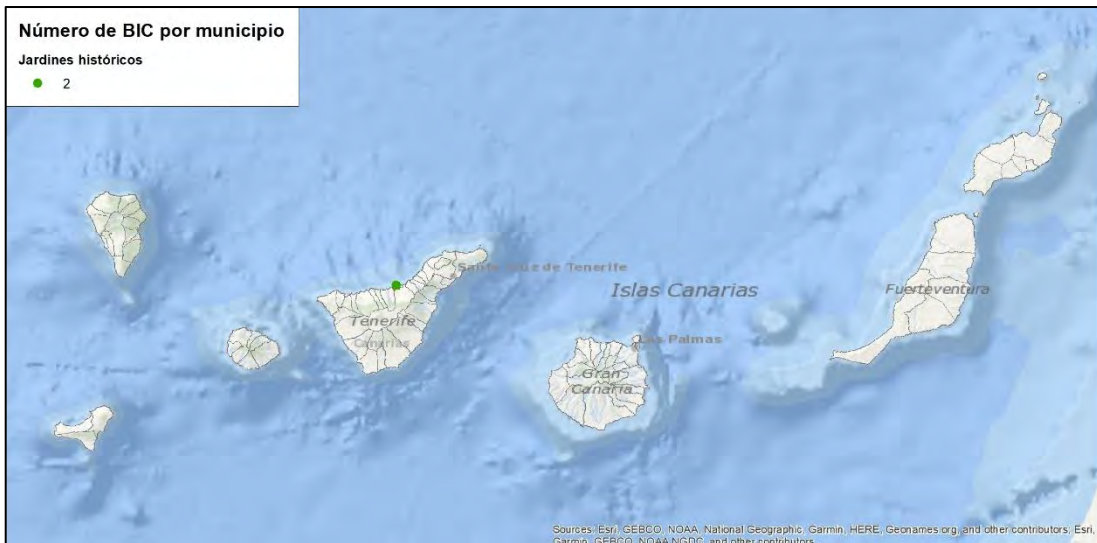 Número de BIC por municipio
Jardines históricos
2
Santa Cruz de Tenerife
Islas Canarias
Fuerteventura
Tenerife
Canarias
Las Palmas
Gran
Canaria
Sources: Esri, GEBCO, NOAA, National Geographic, Garmin, HERE, Geonames.org, and other contributors, Esri,
Garmin, GEBCO, NOAA NGDC, and other contributors